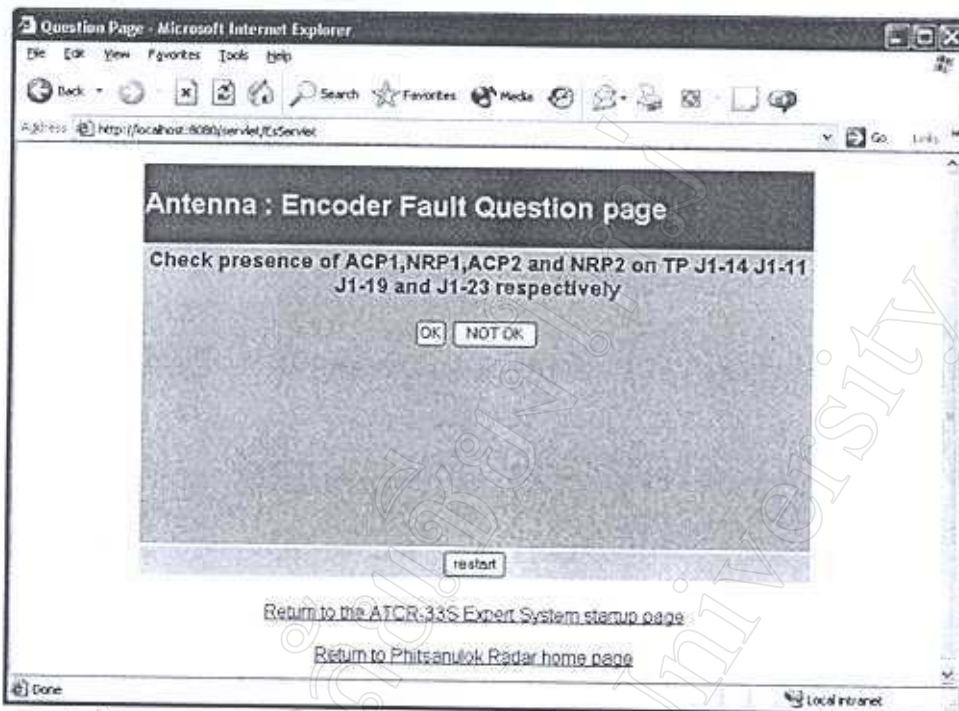 Question Page - Microsoft Internet Explorer
File Edit View Favorites Tools Help
Back Search Favorites Media
Address http://localhost:8080/servlet/EsServlet Go Links »
Antenna : Encoder Fault Question page
Check presence of ACP1,NRP1,ACP2 and NRP2 on TP J1-14 J1-11
J1-19 and J1-23 respectively
OK NOT OK
restart
Return to the ATCR-33S Expert System startup page
Return to Phitsanulok Radar home page
Done Local intranet